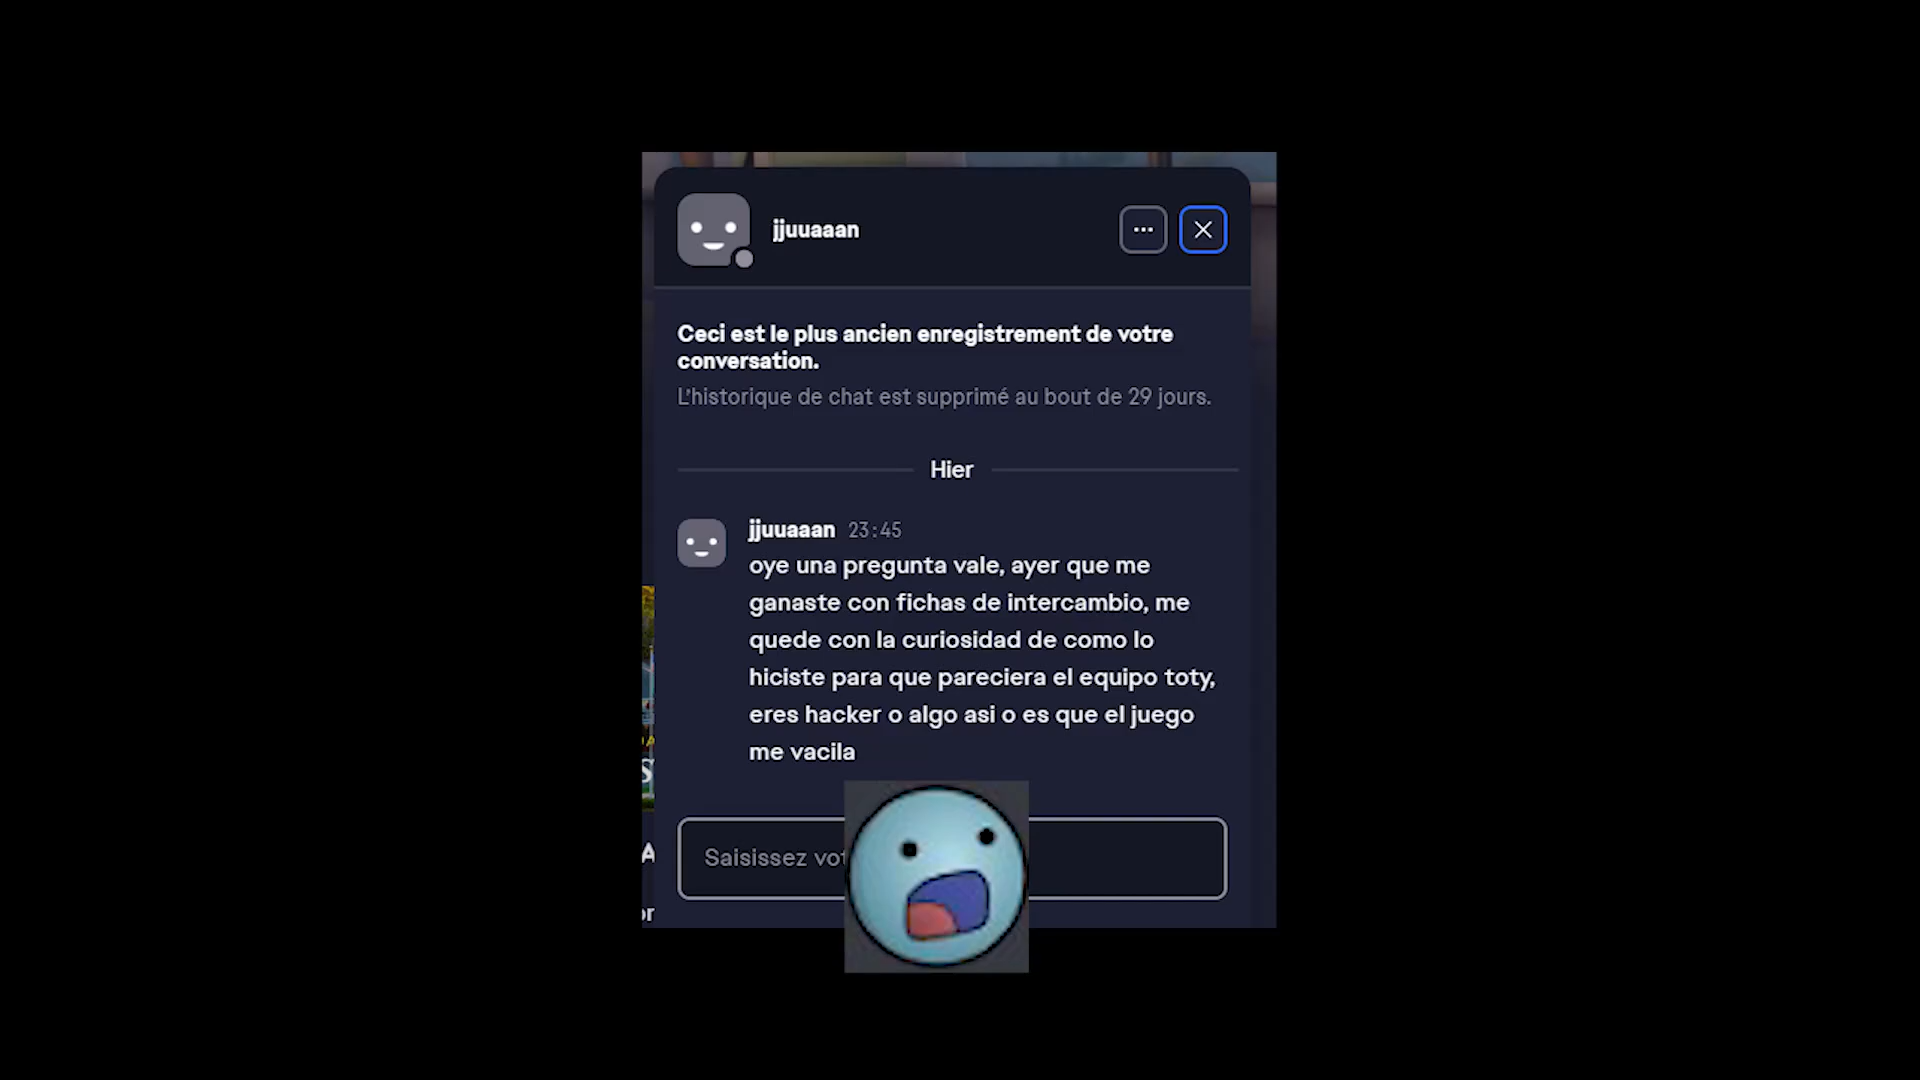 jjuuaaan
Ceci est le plus ancien enregistrement de votre
conversation.
L'historique de chat est supprimé au bout de 29 jours.
Hier
jjuuaaan 23:45
oye una pregunta vale, ayer que me
ganaste con fichas de intercambio, me
quede con la curiosidad de como lo
hiciste para que pareciera el equipo toty,
eres hacker o algo asi o es que el juego
me vacila
Saisissez